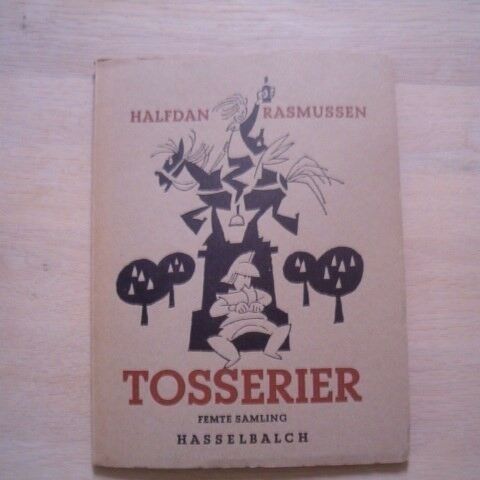 HALFDAN RASMUSSEN
TOSSERIER
FEMTE SAMLING
HASSELBALCH